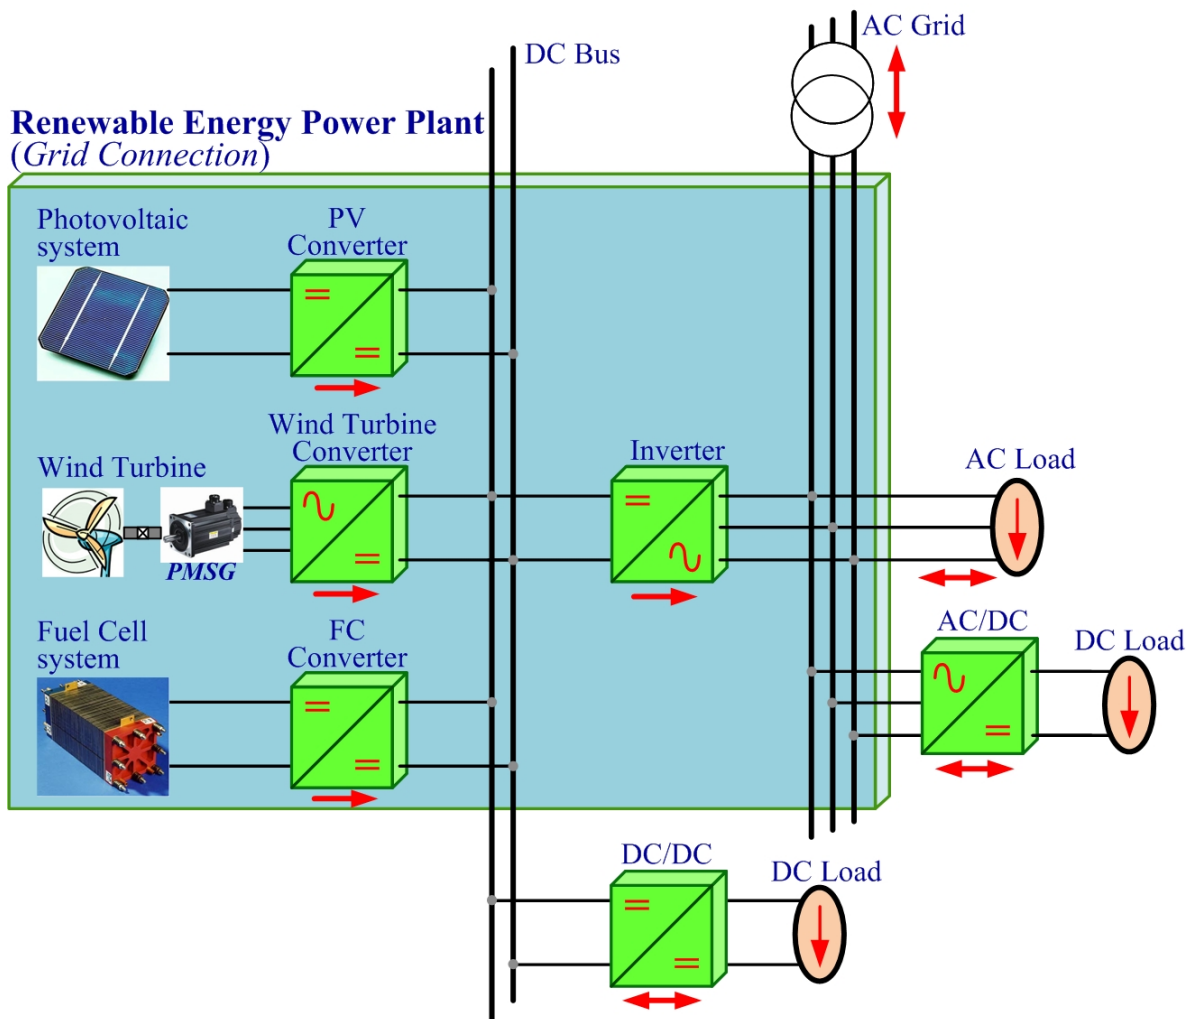 AC Grid
DC Bus
Renewable Energy Power Plant
(Grid Connection)
Photovoltaic
system
PV
Converter
Wind Turbine
Converter
Inverter
AC Load
Wind Turbine
PMSG
Fuel Cell
system
FC
Converter
AC/DC
DC Load
DC/DC
DC Load